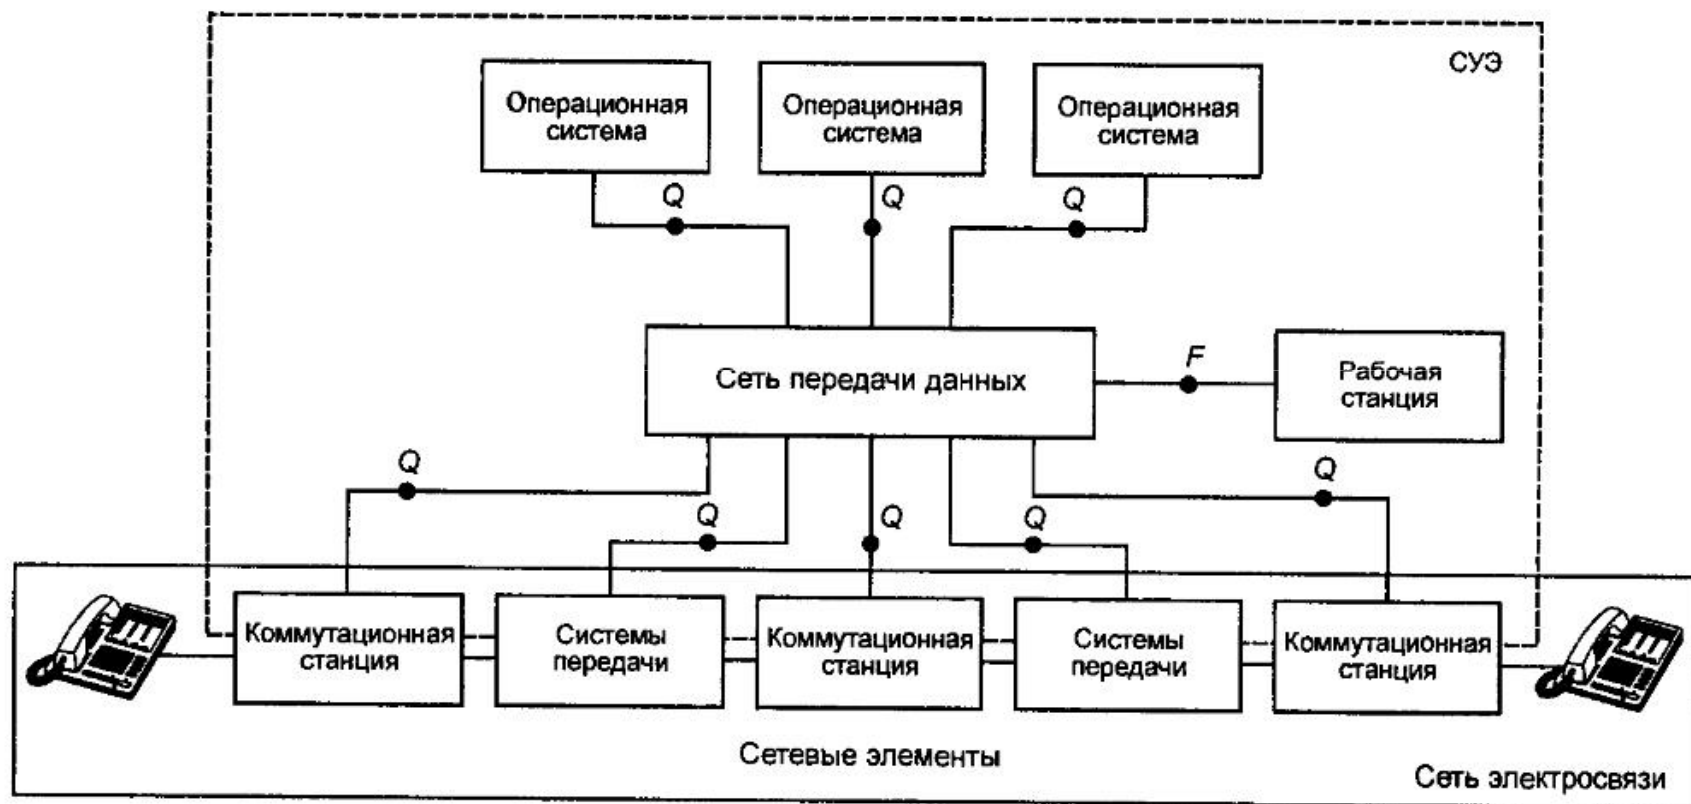 СУЭ
Операционная
система
Операционная
система
Операционная
система
Q
Q
Q
Сеть передачи данных
F
Рабочая
станция
Q
Q
Q
Q
Q
Коммутационная
станция
Системы
передачи
Коммутационная
станция
Системы
передачи
Коммутационная
станция
Сетевые элементы
Сеть электросвязи